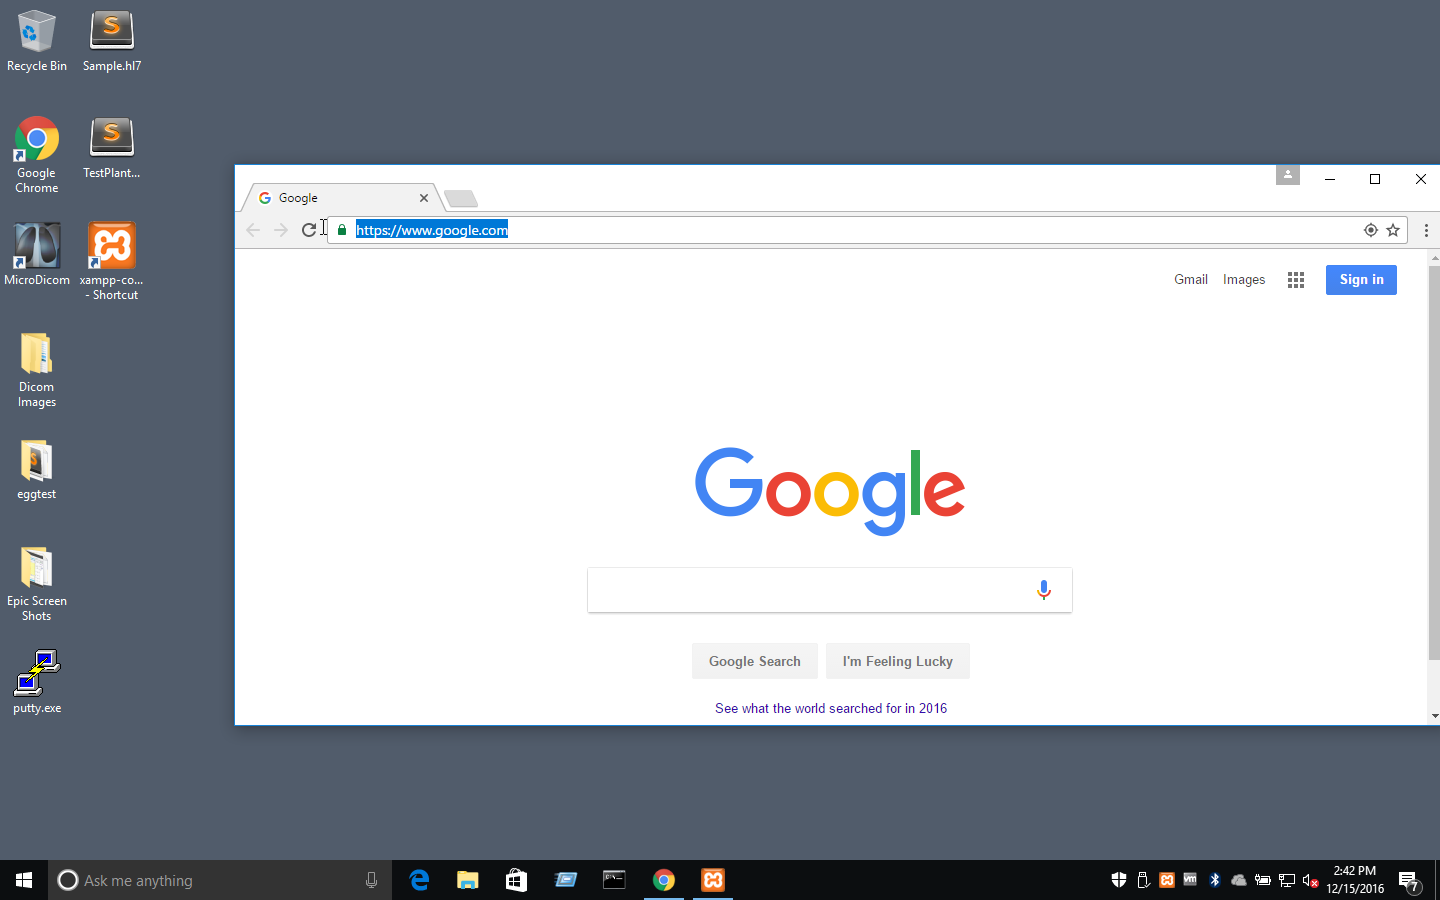 Recycle Bin
Sample.hl7
Google
Chrome
TestPlant...
MicroDicom
xampp-co...
- Shortcut
Dicom
Images
eggtest
Epic Screen
Shots
putty.exe
Google
https://www.google.com
Gmail
Images
Sign in
Google
Google Search
I'm Feeling Lucky
See what the world searched for in 2016
Ask me anything
vm
2:42 PM
12/15/2016
7